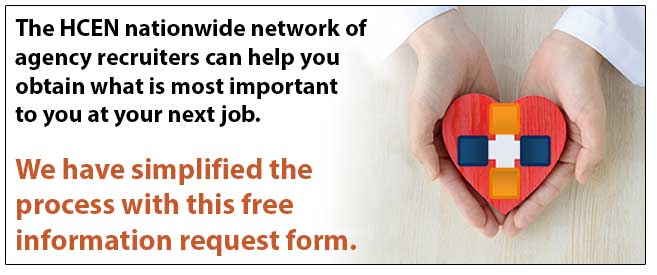 The HCEN nationwide network of
agency recruiters can help you
obtain what is most important
to you at your next job.
We have simplified the
process with this free
information request form.